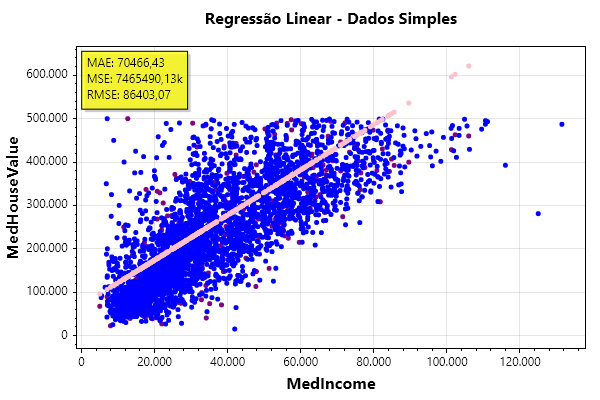 Regressão Linear - Dados Simples
MAE: 70466,43
MSE: 7465490,13k
RMSE: 86403,07
600.000
500.000
400.000
300.000
200.000
100.000
0
MedHouseValue
0 20.000 40.000 60.000 80.000 100.000 120.000
MedIncome